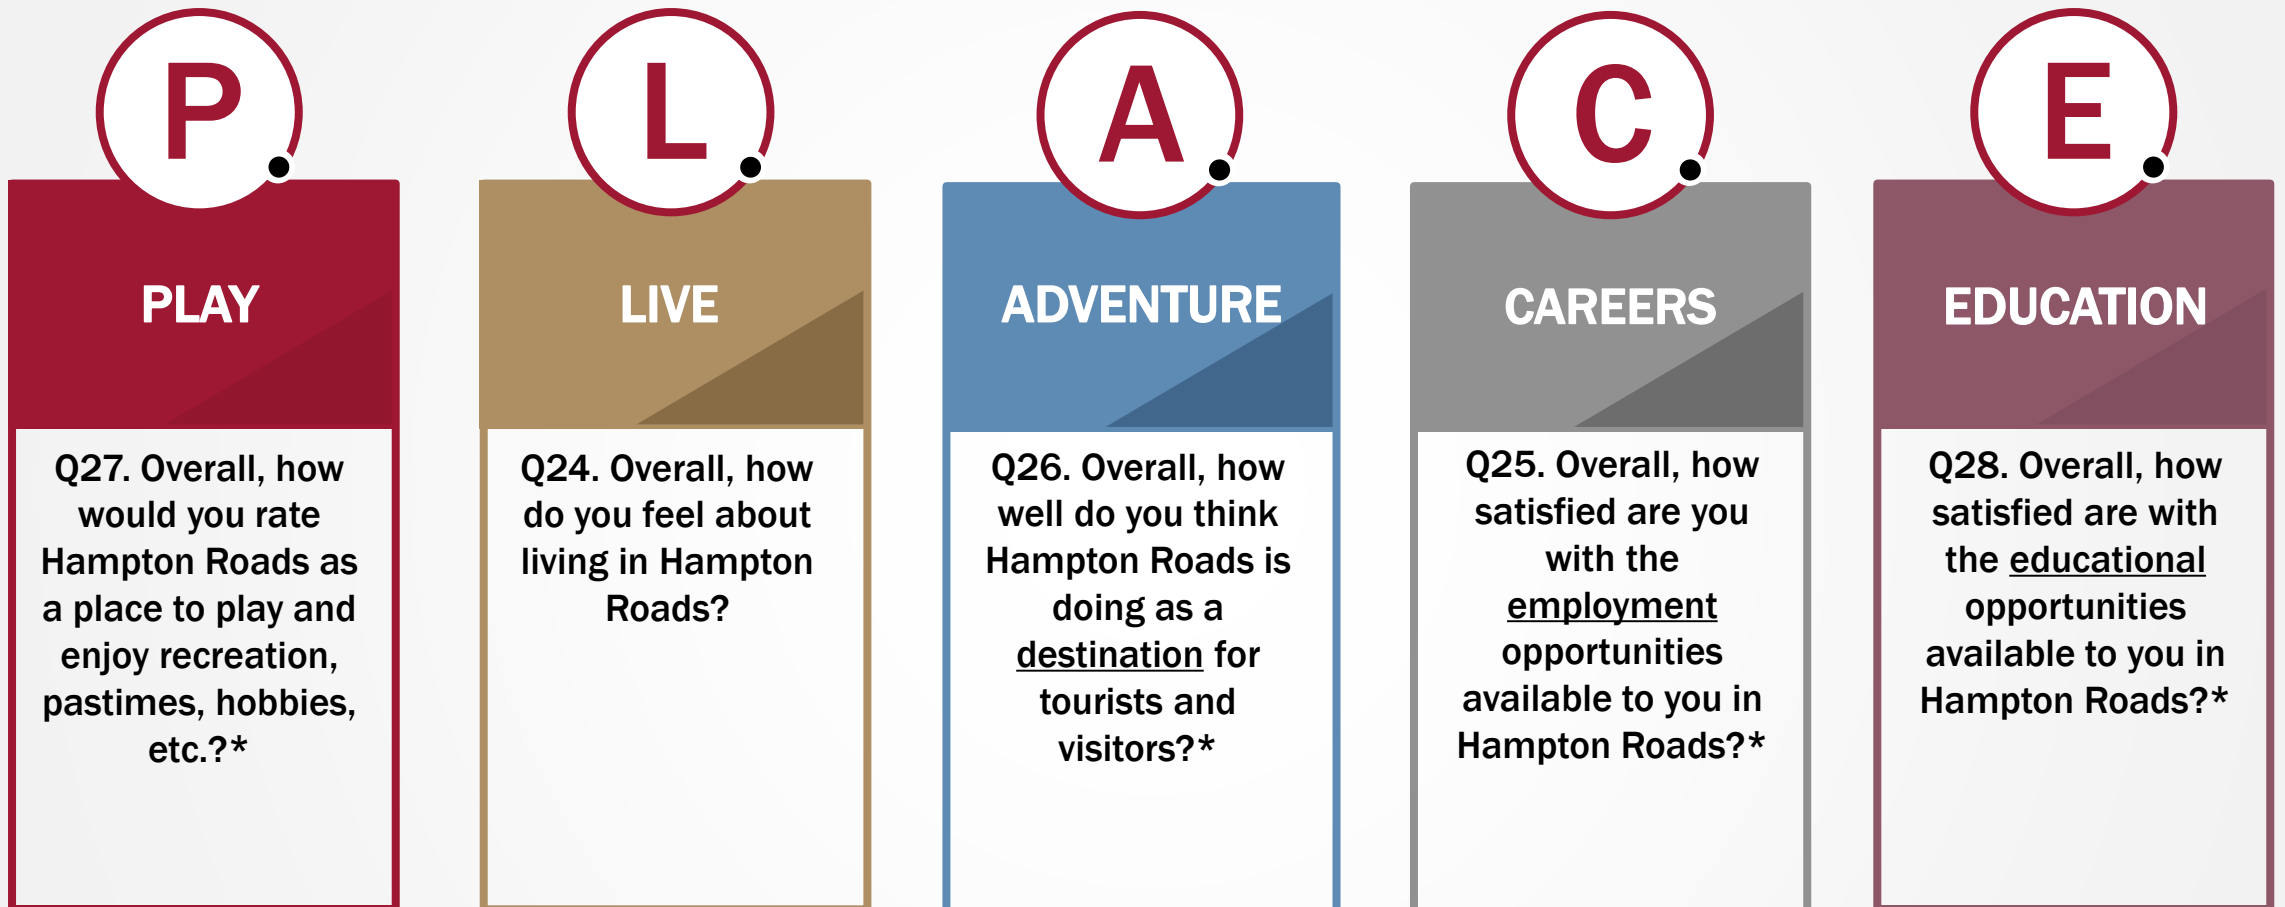 P
PLAY
Q27. Overall, how
would you rate
Hampton Roads as
a place to play and
enjoy recreation,
pastimes, hobbies,
etc.?*
L
LIVE
Q24. Overall, how
do you feel about
living in Hampton
Roads?
A
ADVENTURE
Q26. Overall, how
well do you think
Hampton Roads is
doing as a
destination for
tourists and
visitors?*
C
CAREERS
Q25. Overall, how
satisfied are you
with the
employment
opportunities
available to you in
Hampton Roads?*
E
EDUCATION
Q28. Overall, how
satisfied are with
the educational
opportunities
available to you in
Hampton Roads?*